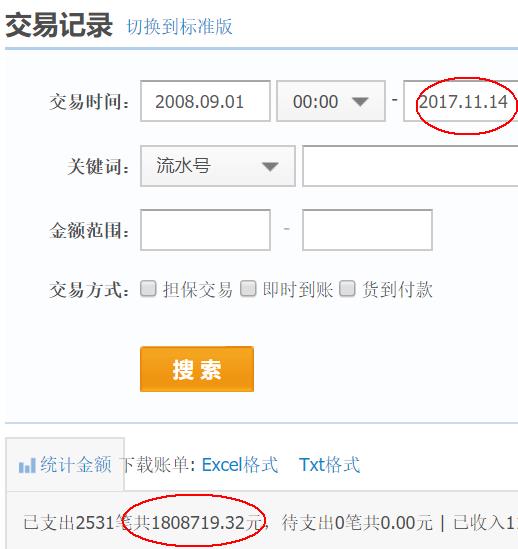 交易记录 切换到标准版
交易时间： 2008.09.01 00:00 - 2017.11.14
关键词： 流水号
金额范围： -
交易方式： 担保交易 即时到账 货到付款
搜 索
统计金额 下载账单: Excel格式 Txt格式
已支出2531笔共1808719.32元，待支出0笔共0.00元 | 已收入1